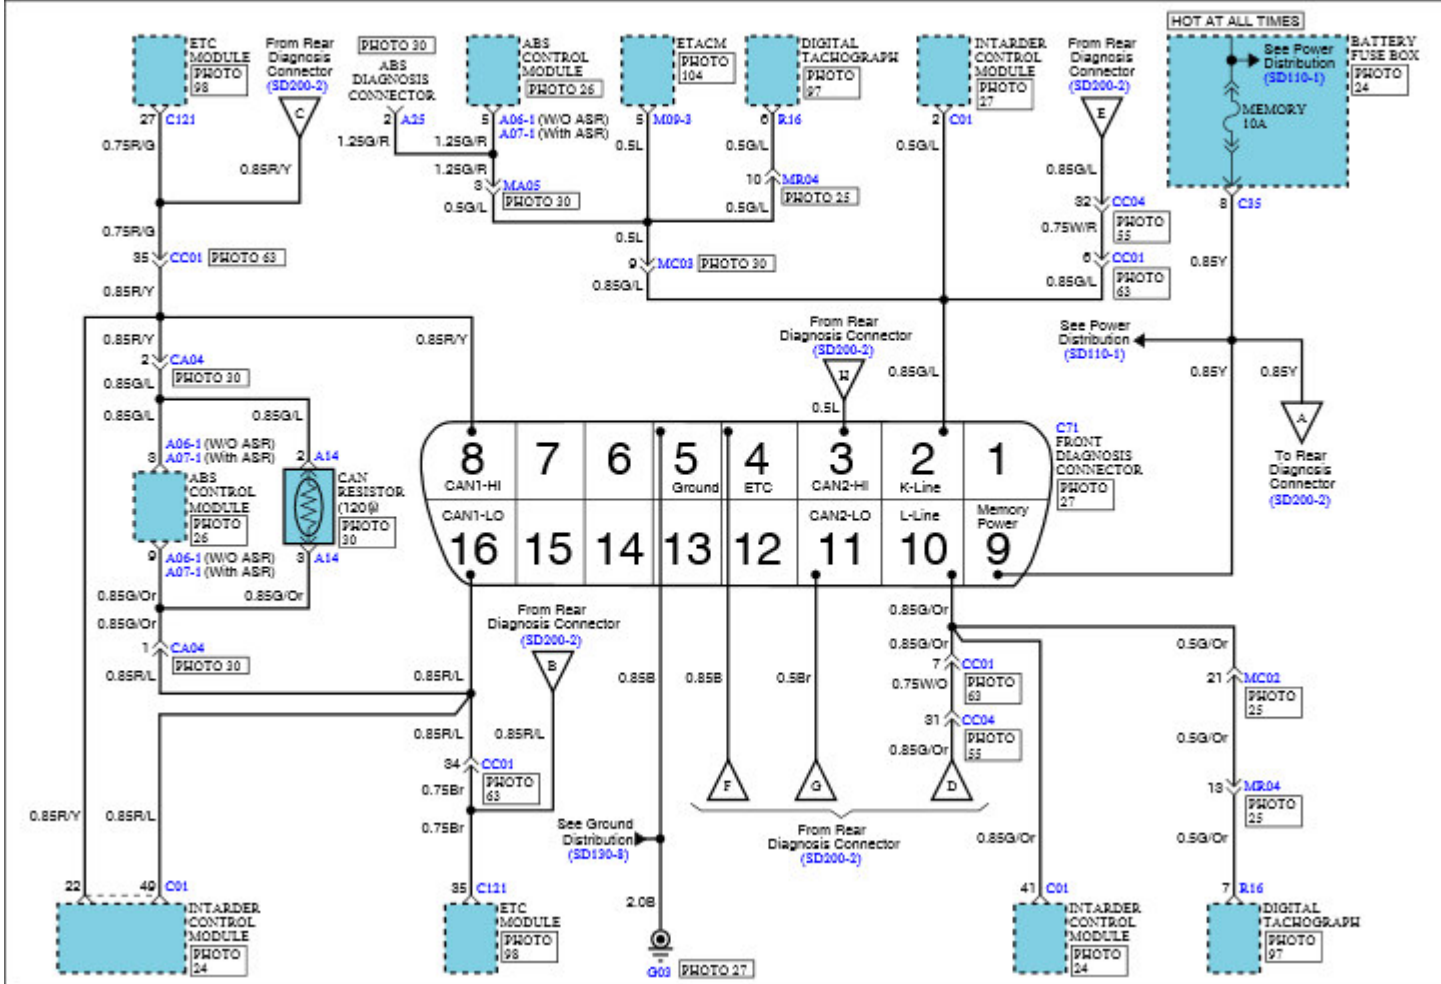 HOT AT ALL TIMES
ETC
MODULE
PHOTO
98
From Rear
Diagnosis
Connector
(SD200-2)
C
PHOTO 30
ABS
DIAGNOSIS
CONNECTOR
ABS
CONTROL
MODULE
PHOTO 26
ETACM
PHOTO
104
DIGITAL
TACHOGRAPH
PHOTO
97
INTARDER
CONTROL
MODULE
PHOTO
27
From Rear
Diagnosis
Connector
(SD200-2)
E
See Power
Distribution
(SD110-1)
MEMORY
10A
BATTERY
FUSE BOX
PHOTO
24
27 C121
2 A25
5 A06-1 (W/O ASR)
A07-1 (With ASR)
5 M09-3
6 R16
2 C01
8 C35
0.75R/G
0.85R/Y
1.25G/R
1.25G/R
0.5L
0.5G/L
0.5G/L
0.85G/L
1.25G/R
3 MA05
PHOTO 30
0.5G/L
10 MR04
PHOTO 25
0.5G/L
32 CC04
PHOTO
55
0.75W/R
0.75R/G
0.5L
35 CC01 PHOTO 63
9 MC03 PHOTO 30
6 CC01
PHOTO
63
0.85Y
0.85R/Y
0.85G/L
0.85G/L
0.85R/Y
0.85R/Y
From Rear
Diagnosis Connector
(SD200-2)
H
0.5L
See Power
Distribution
(SD110-1)
2 CA04
PHOTO 30
0.85G/L
0.85G/L
0.85Y
0.85Y
A
0.85G/L
0.85G/L
3 A06-1 (W/O ASR)
A07-1 (With ASR)
2 A14
ABS
CONTROL
MODULE
PHOTO
26
CAN
RESISTOR
PHOTO
30
8
CAN1-HI
7
6
5
Ground
4
ETC
3
CAN2-HI
2
K-Line
1
C71
FRONT
DIAGNOSIS
CONNECTOR
PHOTO
27
To Rear
Diagnosis
Connector
(SD200-2)
CAN1-LO
16
15
14
13
12
CAN2-LO
11
L-Line
10
Memory
Power
9
9 A06-1 (W/O ASR)
A07-1 (With ASR)
3 A14
0.85G/Or
0.85G/Or
0.85G/Or
1 CA04
PHOTO 30
0.85R/L
From Rear
Diagnosis Connector
(SD200-2)
B
0.85R/L
0.85B
0.85B
0.5Br
0.85G/Or
0.85G/Or
0.5G/Or
7 CC01
PHOTO
63
0.75W/O
21 MC02
PHOTO
25
31 CC04
PHOTO
55
0.85R/L
0.85R/L
0.85G/Or
0.5G/Or
34 CC01
PHOTO
63
0.75Br
F
G
D
13 MR04
PHOTO
25
0.85R/Y
0.85R/L
0.75Br
See Ground
Distribution
(SD130-8)
From Rear
Diagnosis Connector
(SD200-2)
0.85G/Or
0.5G/Or
22
49 C01
35 C121
2.0B
41 C01
7 R16
INTARDER
CONTROL
MODULE
PHOTO
24
ETC
MODULE
PHOTO
98
G03 PHOTO 27
INTARDER
CONTROL
MODULE
PHOTO
24
DIGITAL
TACHOGRAPH
PHOTO
97